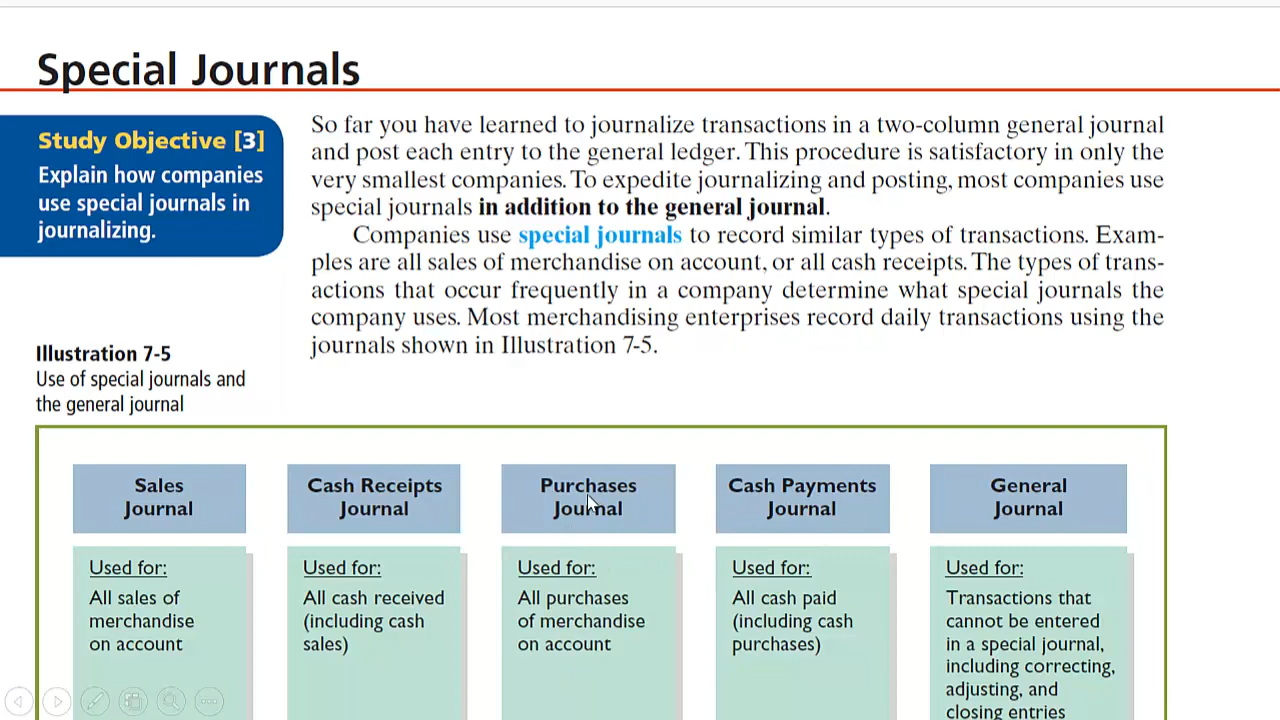 Special Journals
Study Objective [3]
Explain how companies
use special journals in
journalizing.
So far you have learned to journalize transactions in a two-column general journal
and post each entry to the general ledger. This procedure is satisfactory in only the
very smallest companies. To expedite journalizing and posting, most companies use
special journals in addition to the general journal.
Companies use special journals to record similar types of transactions. Exam-
ples are all sales of merchandise on account, or all cash receipts. The types of trans-
actions that occur frequently in a company determine what special journals the
company uses. Most merchandising enterprises record daily transactions using the
journals shown in Illustration 7-5.
Illustration 7-5
Use of special journals and
the general journal
Sales
Journal
Used for:
All sales of
merchandise
on account
Cash Receipts
Journal
Used for:
All cash received
(including cash
sales)
Purchases
Journal
Used for:
All purchases
of merchandise
on account
Cash Payments
Journal
Used for:
All cash paid
(including cash
purchases)
General
Journal
Used for:
Transactions that
cannot be entered
in a special journal,
including correcting,
adjusting, and
closing entries